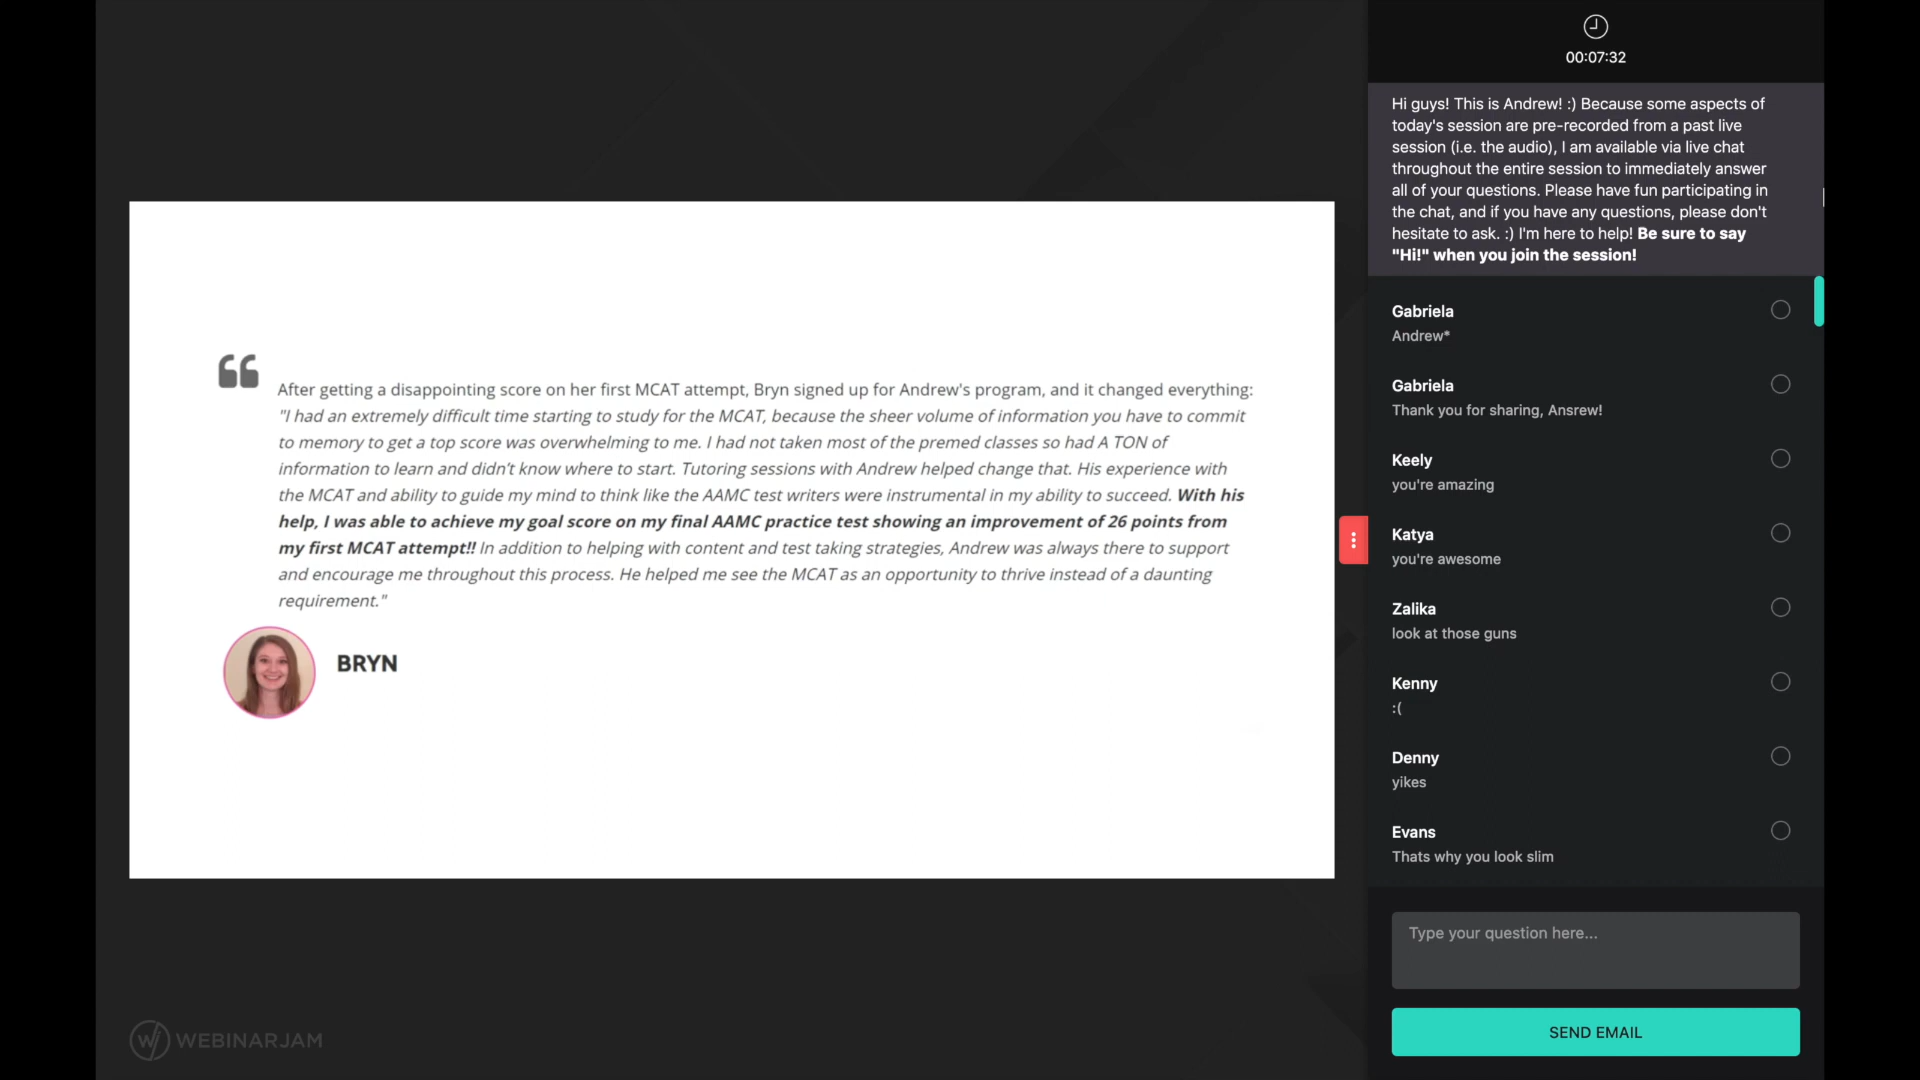 After getting a disappointing score on her first MCAT attempt, Bryn signed up for Andrew's program, and it changed everything:
"I had an extremely difficult time starting to study for the MCAT, because the sheer volume of information you have to commit
to memory to get a top score was overwhelming to me. I had not taken most of the premed classes so had A TON of
information to learn and didn't know where to start. Tutoring sessions with Andrew helped change that. His experience with
the MCAT and ability to guide my mind to think like the AAMC test writers were instrumental in my ability to succeed. With his
help, I was able to achieve my goal score on my final AAMC practice test showing an improvement of 26 points from
my first MCAT attempt!! In addition to helping with content and test taking strategies, Andrew was always there to support
and encourage me throughout this process. He helped me see the MCAT as an opportunity to thrive instead of a daunting
requirement."
BRYN
WEBINARJAM
00:07:32
Hi guys! This is Andrew! :) Because some aspects of
today's session are pre-recorded from a past live
session (i.e. the audio), I am available via live chat
throughout the entire session to immediately answer
all of your questions. Please have fun participating in
the chat, and if you have any questions, please don't
hesitate to ask. :) I'm here to help! Be sure to say
"Hi!" when you join the session!
Gabriela
Andrew*
Gabriela
Thank you for sharing, Ansrew!
Keely
you're amazing
Katya
you're awesome
Zalika
look at those guns
Kenny
:(
Denny
yikes
Evans
Thats why you look slim
Type your question here...
SEND EMAIL